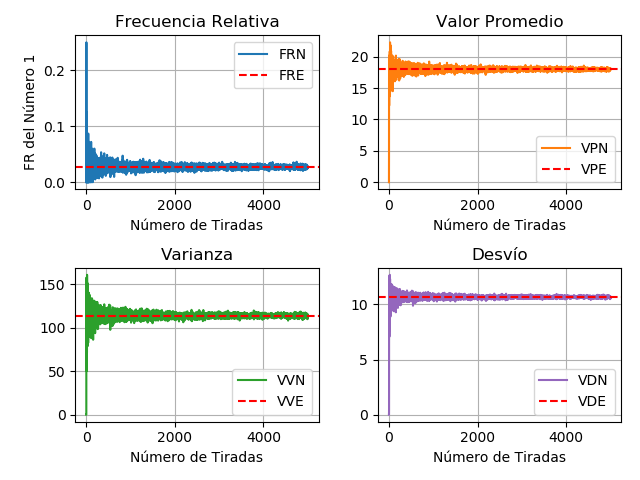 Frecuencia Relativa
FR del Número 1
0.2
0.1
0.0
FRN
FRE
0
2000
4000
Número de Tiradas
Valor Promedio
20
15
10
5
0
VPN
VPE
0
2000
4000
Número de Tiradas
Varianza
150
100
50
0
VVN
VVE
0
2000
4000
Número de Tiradas
Desvío
10
5
0
VDN
VDE
0
2000
4000
Número de Tiradas